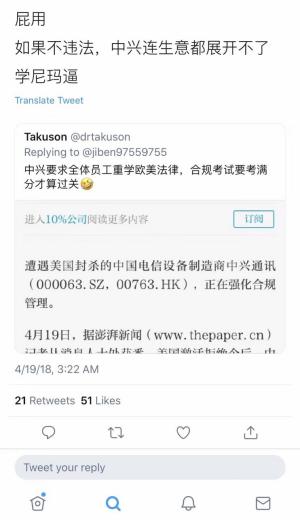 屁用
如果不违法，中兴连生意都展开不了
学尼玛逼
Translate Tweet
Takuson @drtakuson
Replying to @jiben97559755
中兴要求全体员工重学欧美法律，合规考试要考满
分才算过关🤣
进入10%公司阅读更多内容
订阅
遭遇美国封杀的中国电信设备制造商中兴通讯
（000063.SZ，00763.HK），正在强化合规
管理。
4月19日，据澎湃新闻（www.thepaper.cn）
4/19/18, 3:22 AM
21 Retweets 51 Likes
Tweet your reply